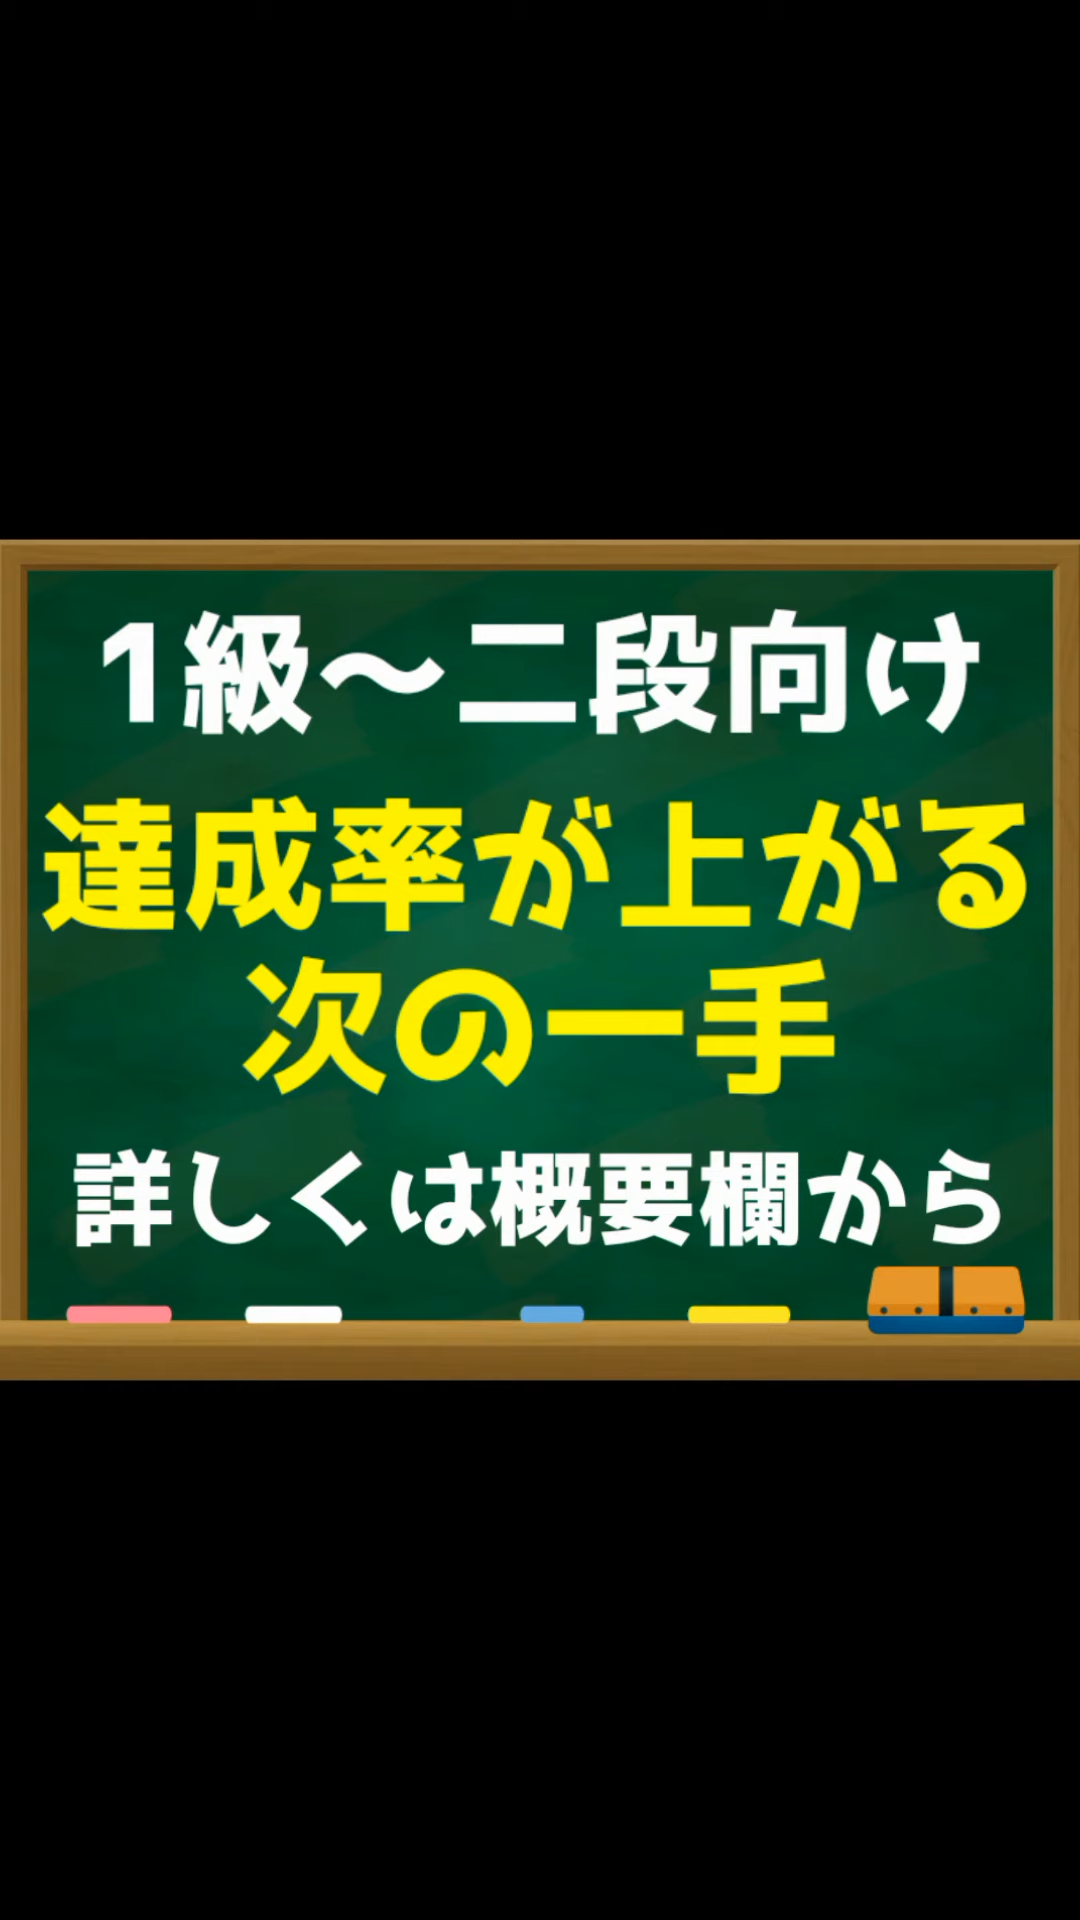 1級〜二段向け
達成率が上がる
次の一手
詳しくは概要欄から